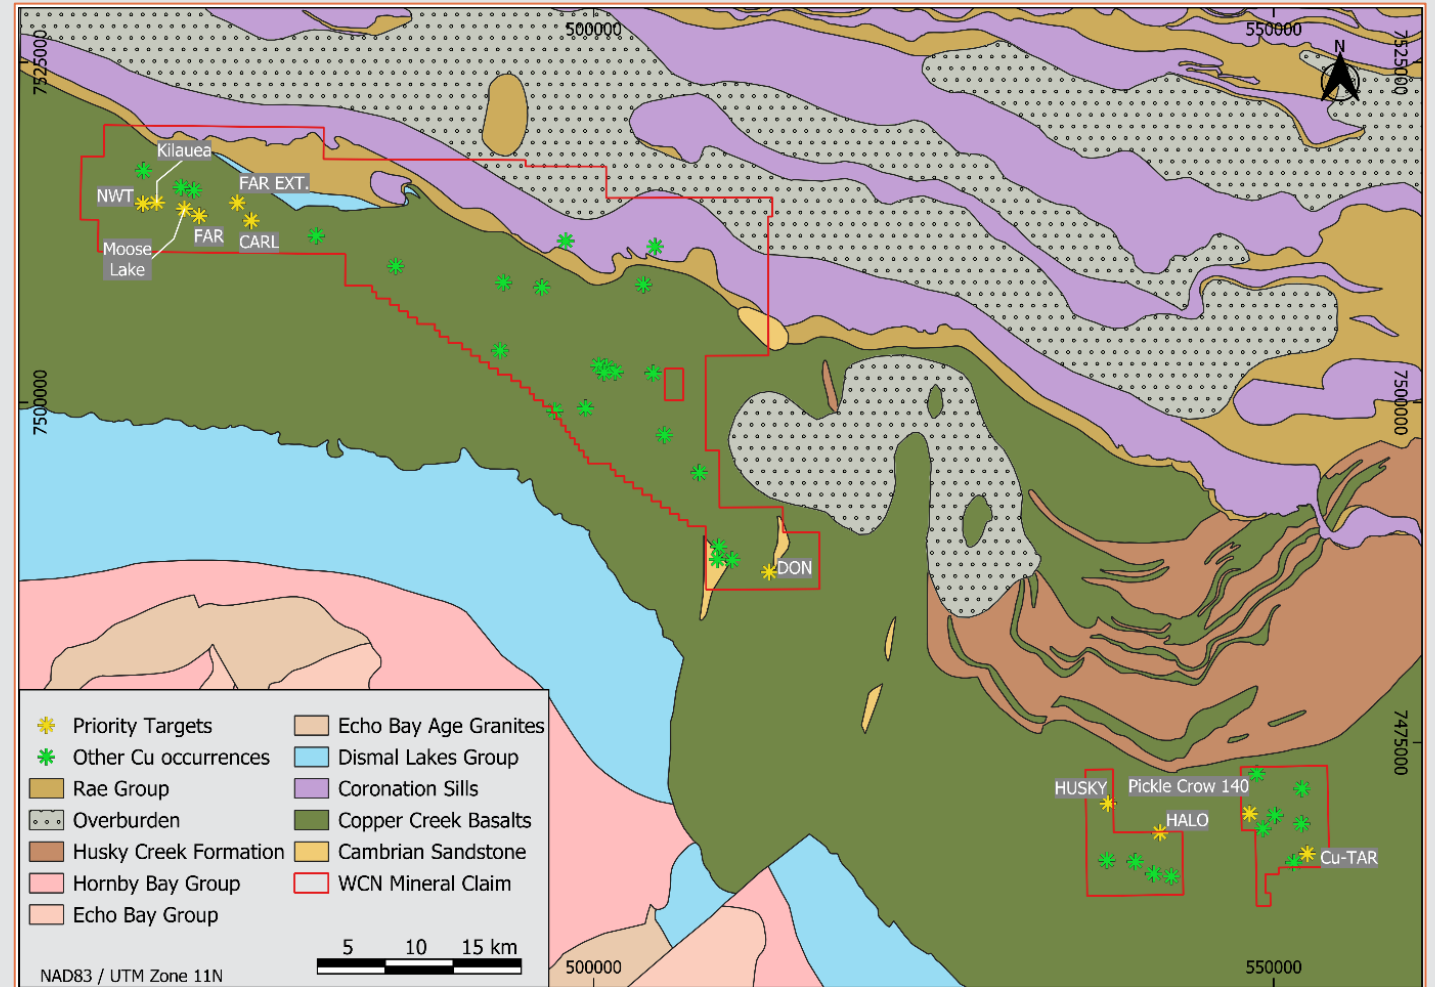 500000
550000
7525000
7525000
N
Kilauea
NWT
FAR EXT.
FAR
CARL
Moose
Lake
7500000
7500000
DON
7475000
HUSKY
Pickle Crow 140
HALO
Cu-TAR
Priority Targets
Other Cu occurrences
Rae Group
Overburden
Husky Creek Formation
Hornby Bay Group
Echo Bay Group
Echo Bay Age Granites
Dismal Lakes Group
Coronation Sills
Copper Creek Basalts
Cambrian Sandstone
WCN Mineral Claim
5 10 15 km
NAD83 / UTM Zone 11N
500000
550000